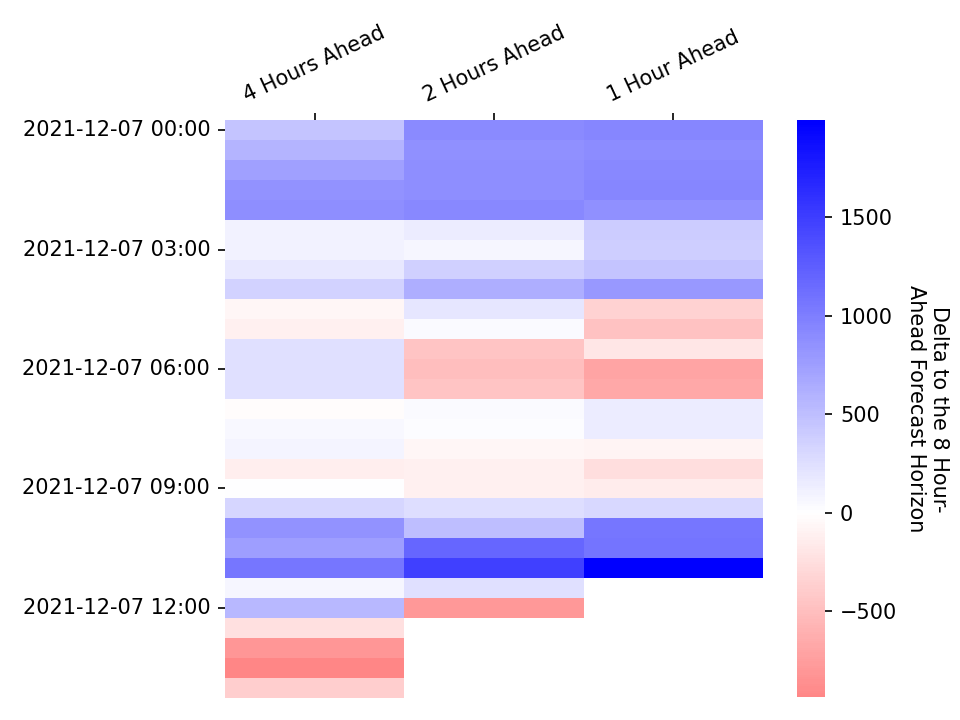 4 Hours Ahead
2 Hours Ahead
1 Hour Ahead
2021-12-07 00:00
2021-12-07 03:00
2021-12-07 06:00
2021-12-07 09:00
2021-12-07 12:00
1500
1000
500
0
−500
Delta to the 8 Hour-
Ahead Forecast Horizon